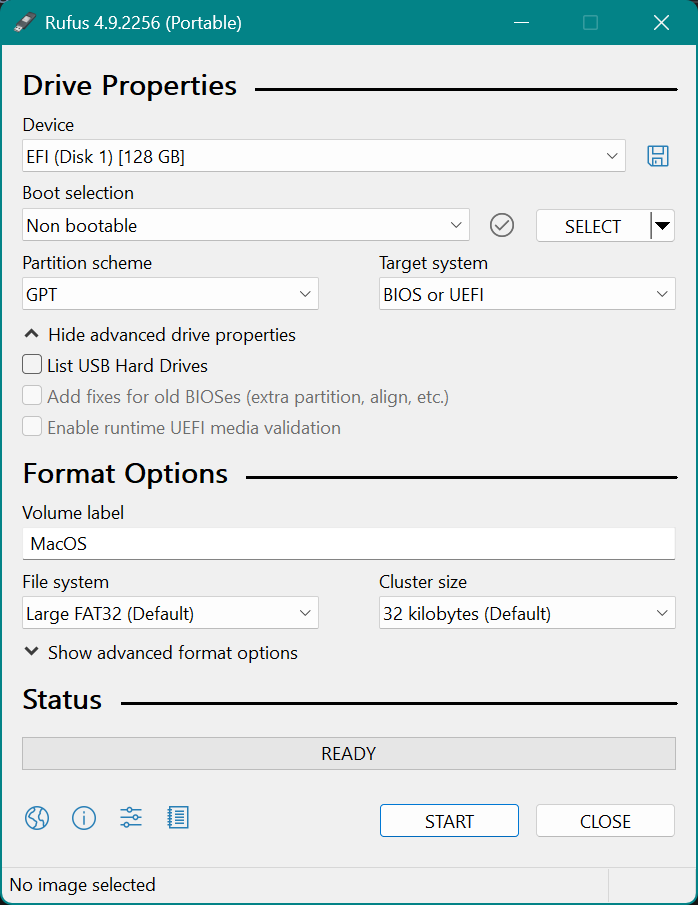 Rufus 4.9.2256 (Portable)
Drive Properties
Device
EFI (Disk 1) [128 GB]
Boot selection
Non bootable
SELECT
Partition scheme
Target system
GPT
BIOS or UEFI
Hide advanced drive properties
List USB Hard Drives
Add fixes for old BIOSes (extra partition, align, etc.)
Enable runtime UEFI media validation
Format Options
Volume label
MacOS
File system
Cluster size
Large FAT32 (Default)
32 kilobytes (Default)
Show advanced format options
Status
READY
START
CLOSE
No image selected